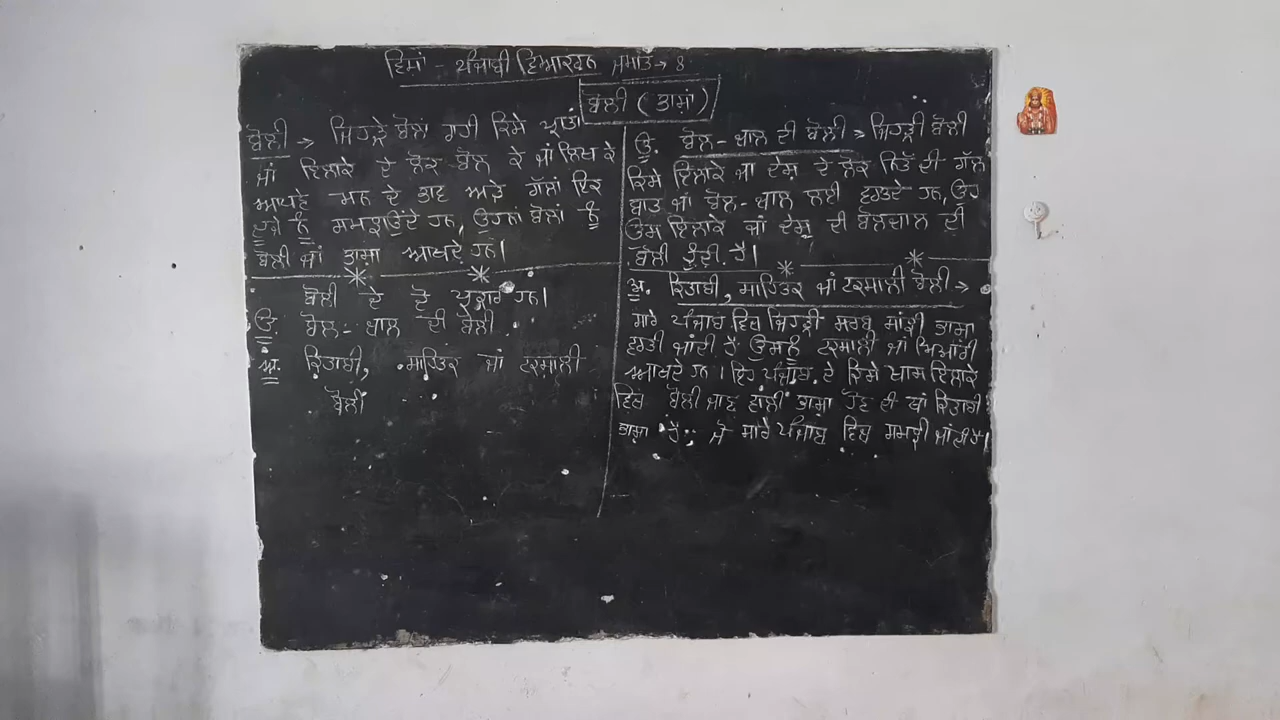 ਵਿਸ਼ਾ - ਪੰਜਾਬੀ ਵਿਆਕਰਨ ਜਮਾਤ → 8
ਬੋਲੀ (ਭਾਸ਼ਾ)
ਬੋਲੀ → ਜਿਹੜੇ ਬੋਲਾਂ ਰਾਹੀਂ ਕਿਸੇ ਪ੍ਰਾਂਤ
ਜਾਂ ਇਲਾਕੇ ਦੇ ਲੋਕ ਬੋਲ ਕੇ ਜਾਂ ਲਿਖ ਕੇ
ਆਪਣੇ ਮਨ ਦੇ ਭਾਵ ਅਤੇ ਗੱਲਾਂ ਇਕ
ਦੂਜੇ ਨੂੰ ਸਮਝਾਉਂਦੇ ਹਨ, ਉਹਨਾਂ ਬੋਲਾਂ ਨੂੰ
ਬੋਲੀ ਜਾਂ ਭਾਸ਼ਾ ਆਖਦੇ ਹਨ।
ਬੋਲੀ ਦੇ ਦੋ ਪ੍ਰਕਾਰ ਹਨ।
ੳ ਬੋਲ-ਚਾਲ ਦੀ ਬੋਲੀ
ਅ. ਕਿਤਾਬੀ, ਸਾਹਿਤਕ ਜਾਂ ਟਕਸਾਲੀ
ਬੋਲੀ
ੳ. ਬੋਲ-ਚਾਲ ਦੀ ਬੋਲੀ → ਜਿਹੜੀ ਬੋਲੀ
ਕਿਸੇ ਇਲਾਕੇ ਜਾਂ ਦੇਸ਼ ਦੇ ਲੋਕ ਨਿੱਤ ਦੀ ਗੱਲ
ਬਾਤ ਜਾਂ ਬੋਲ-ਚਾਲ ਲਈ ਵਰਤਦੇ ਹਨ, ਉਹ
ਉਸ ਇਲਾਕੇ ਜਾਂ ਦੇਸ਼ ਦੀ ਬੋਲਚਾਲ ਦੀ
ਬੋਲੀ ਹੁੰਦੀ ਹੈ।
ਅ. ਕਿਤਾਬੀ, ਸਾਹਿਤਕ ਜਾਂ ਟਕਸਾਲੀ ਬੋਲੀ →
ਸਾਰੇ ਪੰਜਾਬ ਵਿਚ ਜਿਹੜੀ ਸਰਬ ਸਾਂਝੀ ਭਾਸ਼ਾ
ਵਰਤੀ ਜਾਂਦੀ ਹੈ ਉਸਨੂੰ ਟਕਸਾਲੀ ਜਾਂ ਮਿਆਰੀ
ਆਖਦੇ ਹਨ। ਇਹ ਪੰਜਾਬ ਦੇ ਕਿਸੇ ਖਾਸ ਇਲਾਕੇ
ਵਿਚ ਬੋਲੀ ਜਾਣ ਵਾਲੀ ਭਾਸ਼ਾ ਹੋਣ ਦੀ ਥਾਂ ਕਿਤਾਬੀ
ਭਾਸ਼ਾ ਹੈ ਜੋ ਸਾਰੇ ਪੰਜਾਬ ਵਿਚ ਸਮਝੀ ਜਾਂਦੀ ਹੈ।